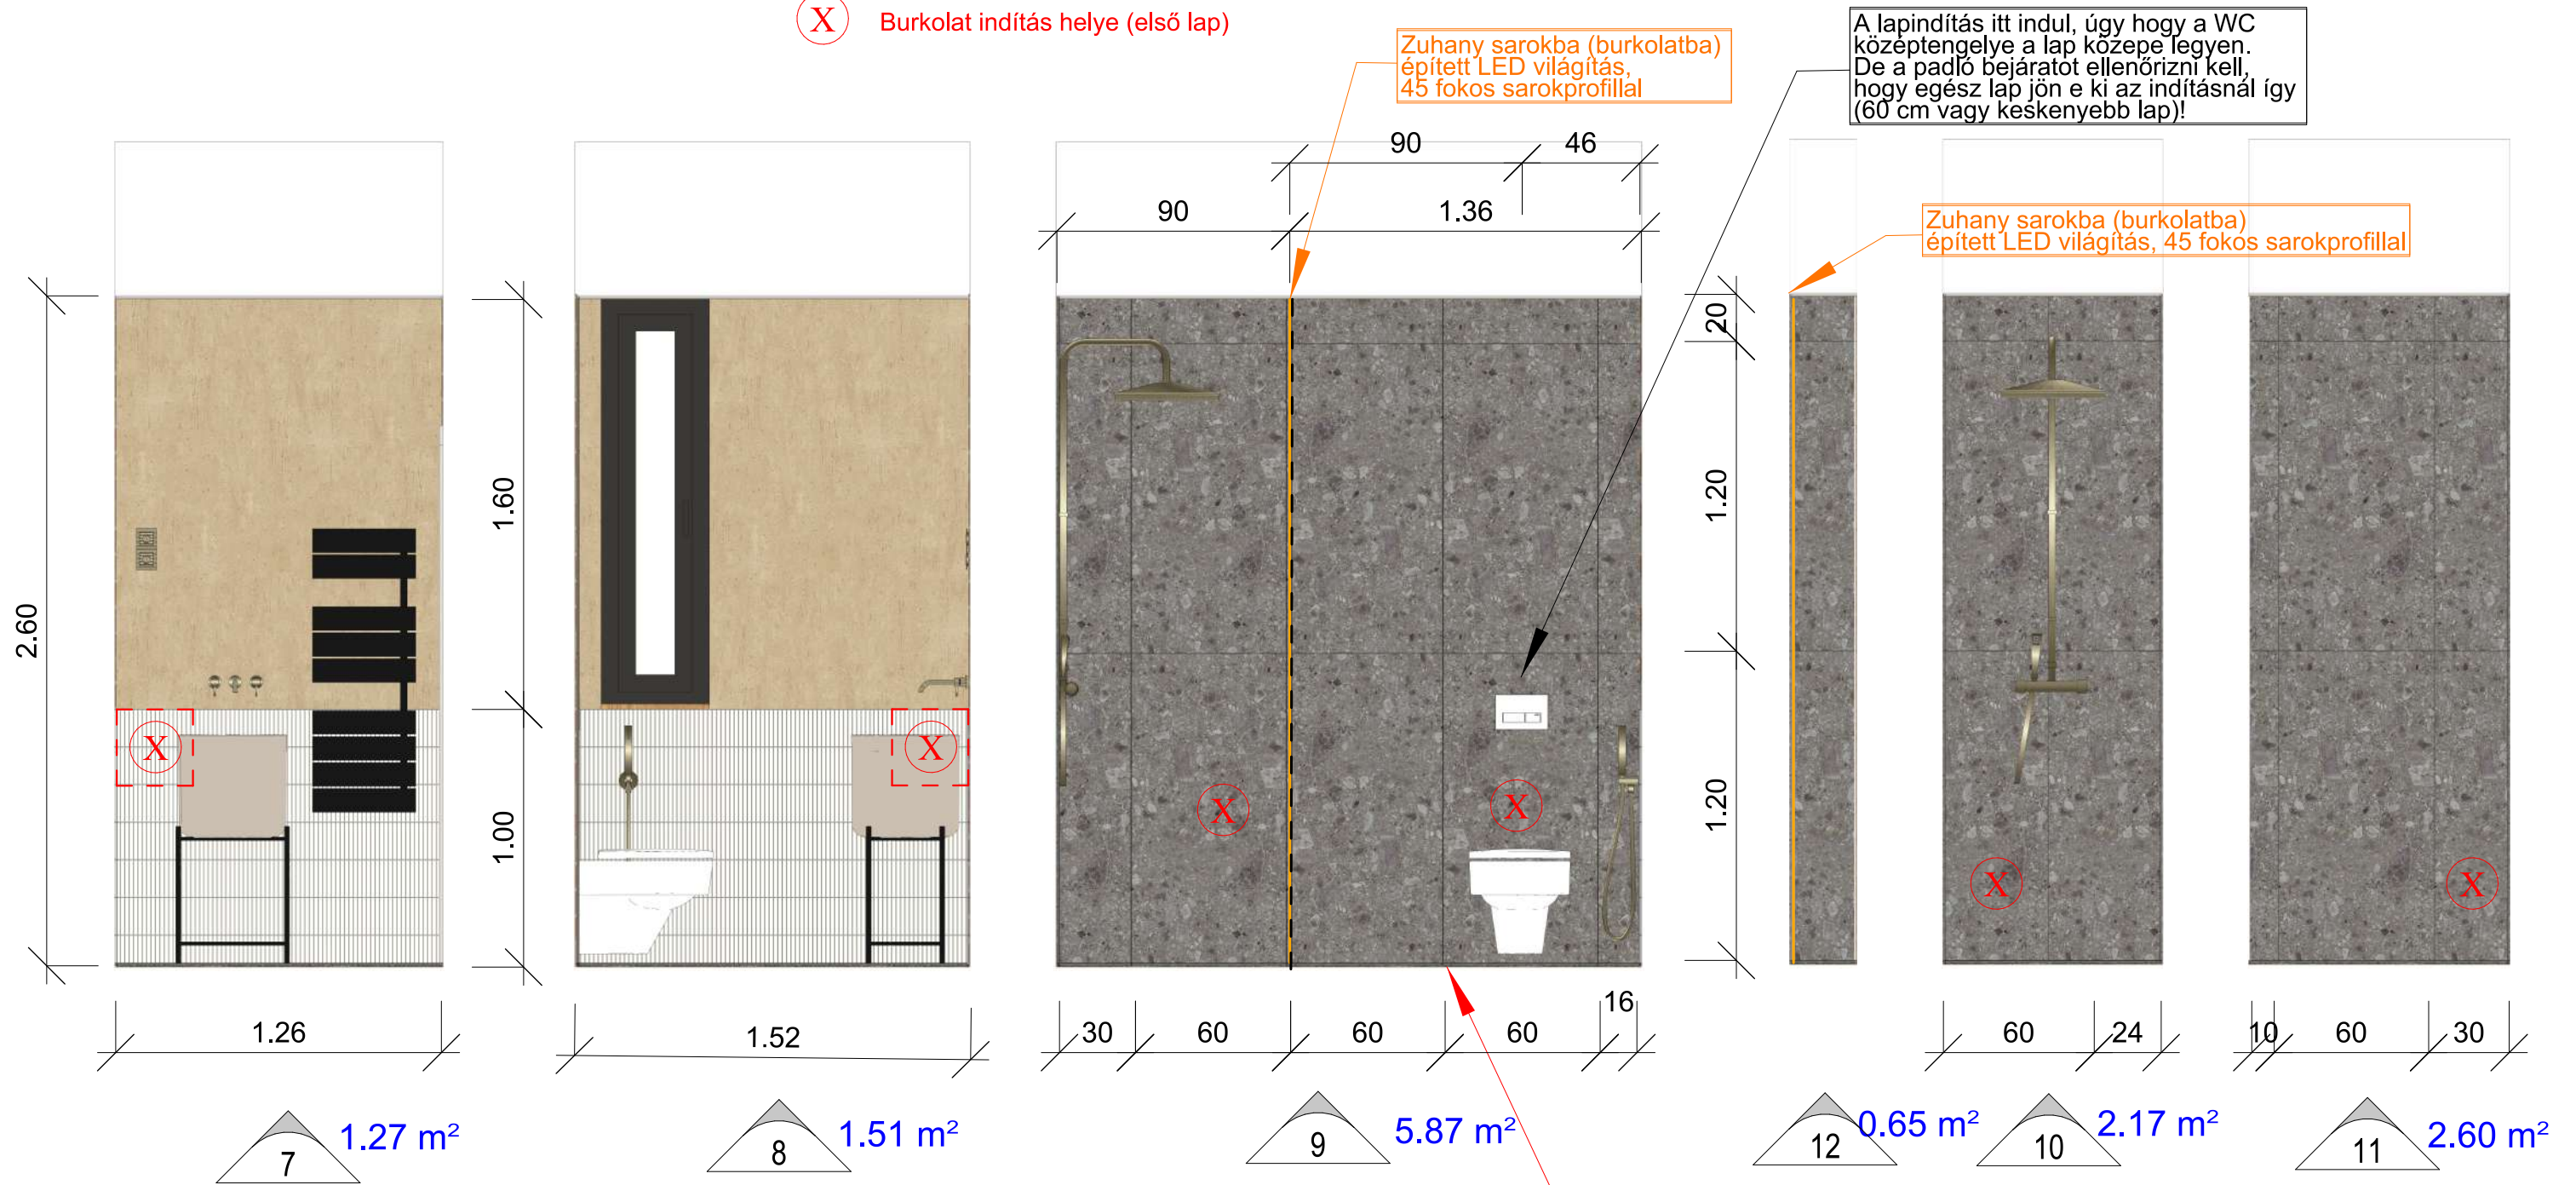 X Burkolat indítás helye (első lap)
Zuhany sarokba (burkolatba)
épített LED világítás,
45 fokos sarokprofillal
A lapindítás itt indul, úgy hogy a WC
középtengelye a lap közepe legyen.
De a padló bejáratot ellenőrizni kell,
hogy egész lap jön e ki az indításnál így
(60 cm vagy keskenyebb lap)!
90 46
90 1.36
Zuhany sarokba (burkolatba)
épített LED világítás, 45 fokos sarokprofillal
2.60
1.60
1.00
20
1.20
1.20
X
X
X
X
X
X
1.26
1.52
30 60 60 60 16
60 24
10 60 30
7 1.27 m²
8 1.51 m²
9 5.87 m²
12 0.65 m²
10 2.17 m²
11 2.60 m²